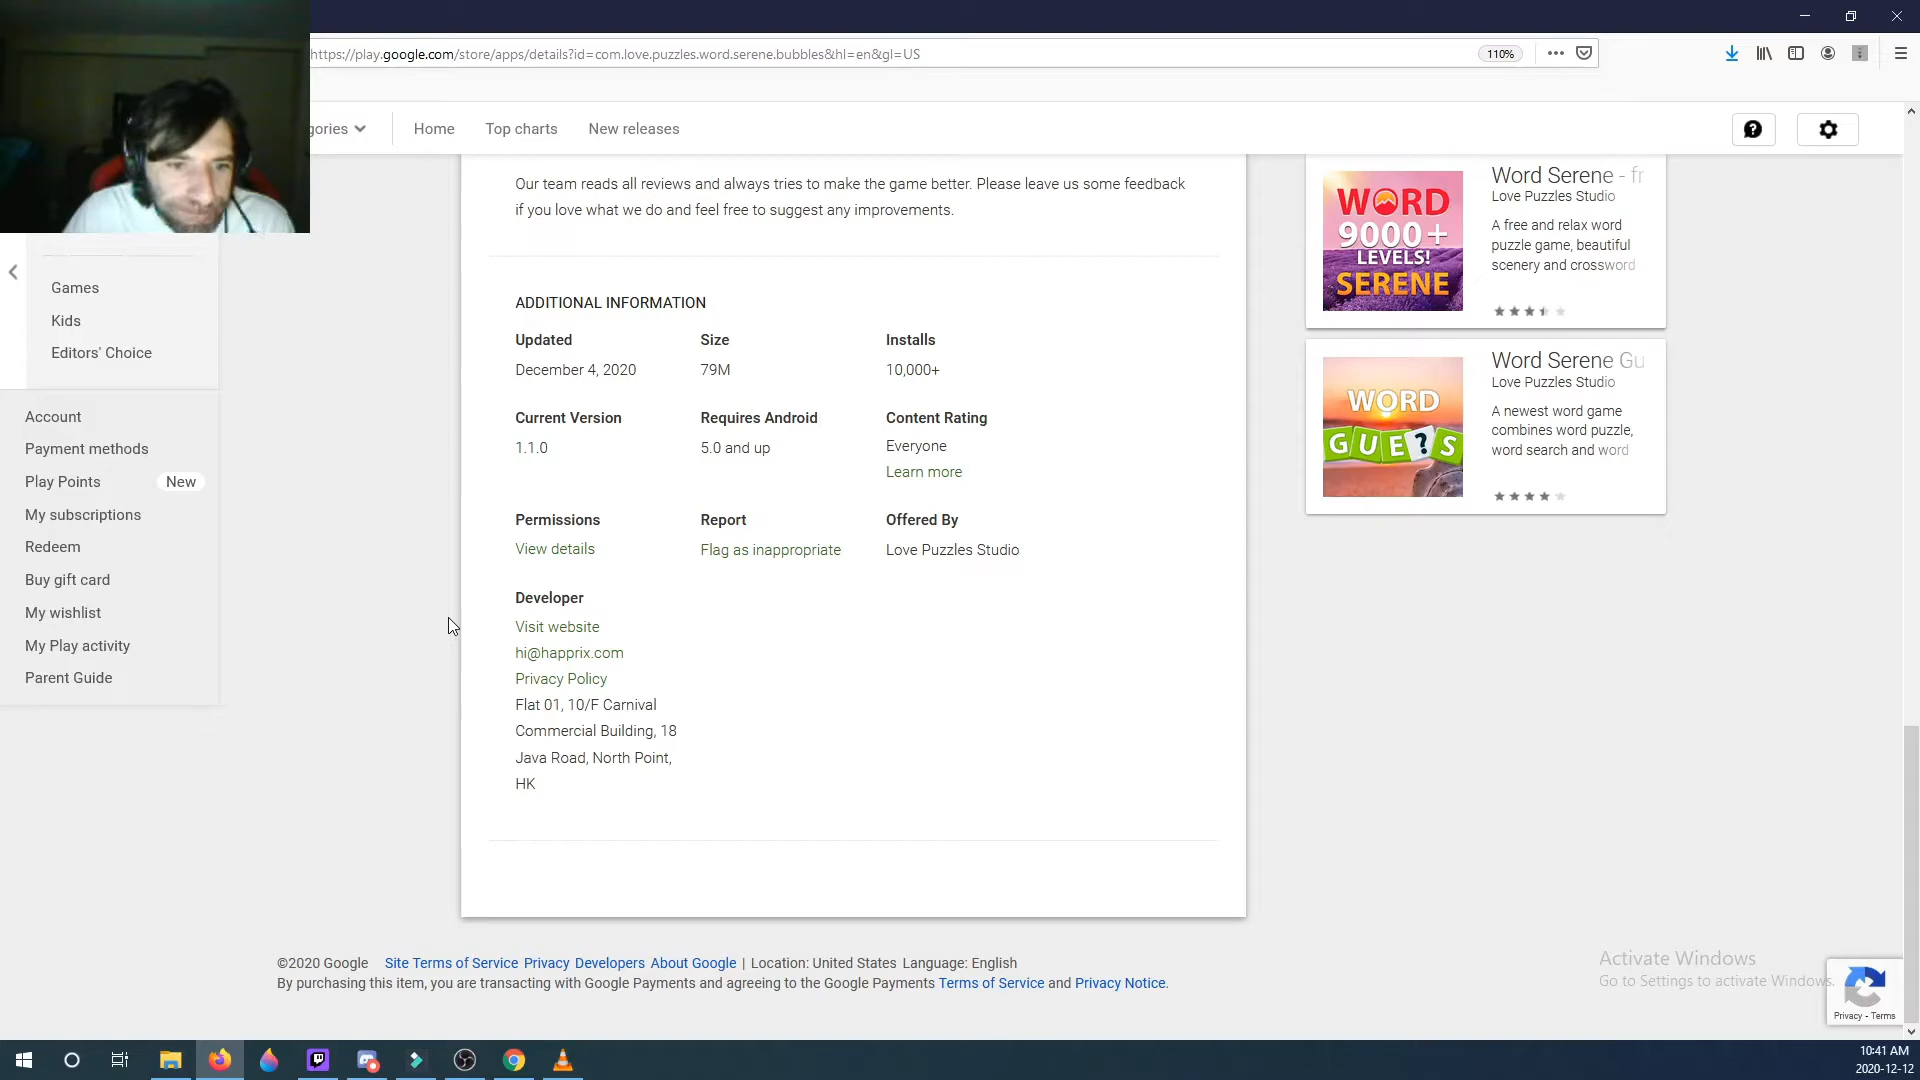 https://play.google.com/store/apps/details?id=com.love.puzzles.word.serene.bubbles&hl=en&gl=US
110%
gories
Home
Top charts
New releases
Our team reads all reviews and always tries to make the game better. Please leave us some feedback
if you love what we do and feel free to suggest any improvements.
Games
Kids
Editors' Choice
Account
Payment methods
Play Points New
My subscriptions
Redeem
Buy gift card
My wishlist
My Play activity
Parent Guide
ADDITIONAL INFORMATION
Updated
December 4, 2020
Size
79M
Installs
10,000+
Current Version
1.1.0
Requires Android
5.0 and up
Content Rating
Everyone
Learn more
Permissions
View details
Report
Flag as inappropriate
Offered By
Love Puzzles Studio
Developer
Visit website
hi@happrix.com
Privacy Policy
Flat 01, 10/F Carnival
Commercial Building, 18
Java Road, North Point,
HK
WORD
9000+
LEVELS!
SERENE
Word Serene - fr
Love Puzzles Studio
A free and relax word
puzzle game, beautiful
scenery and crossword
WORD
GUE?S
Word Serene Gu
Love Puzzles Studio
A newest word game
combines word puzzle,
word search and word
©2020 Google Site Terms of Service Privacy Developers About Google | Location: United States Language: English
By purchasing this item, you are transacting with Google Payments and agreeing to the Google Payments Terms of Service and Privacy Notice.
Activate Windows
Go to Settings to activate Windows.
Privacy - Terms
10:41 AM
2020-12-12